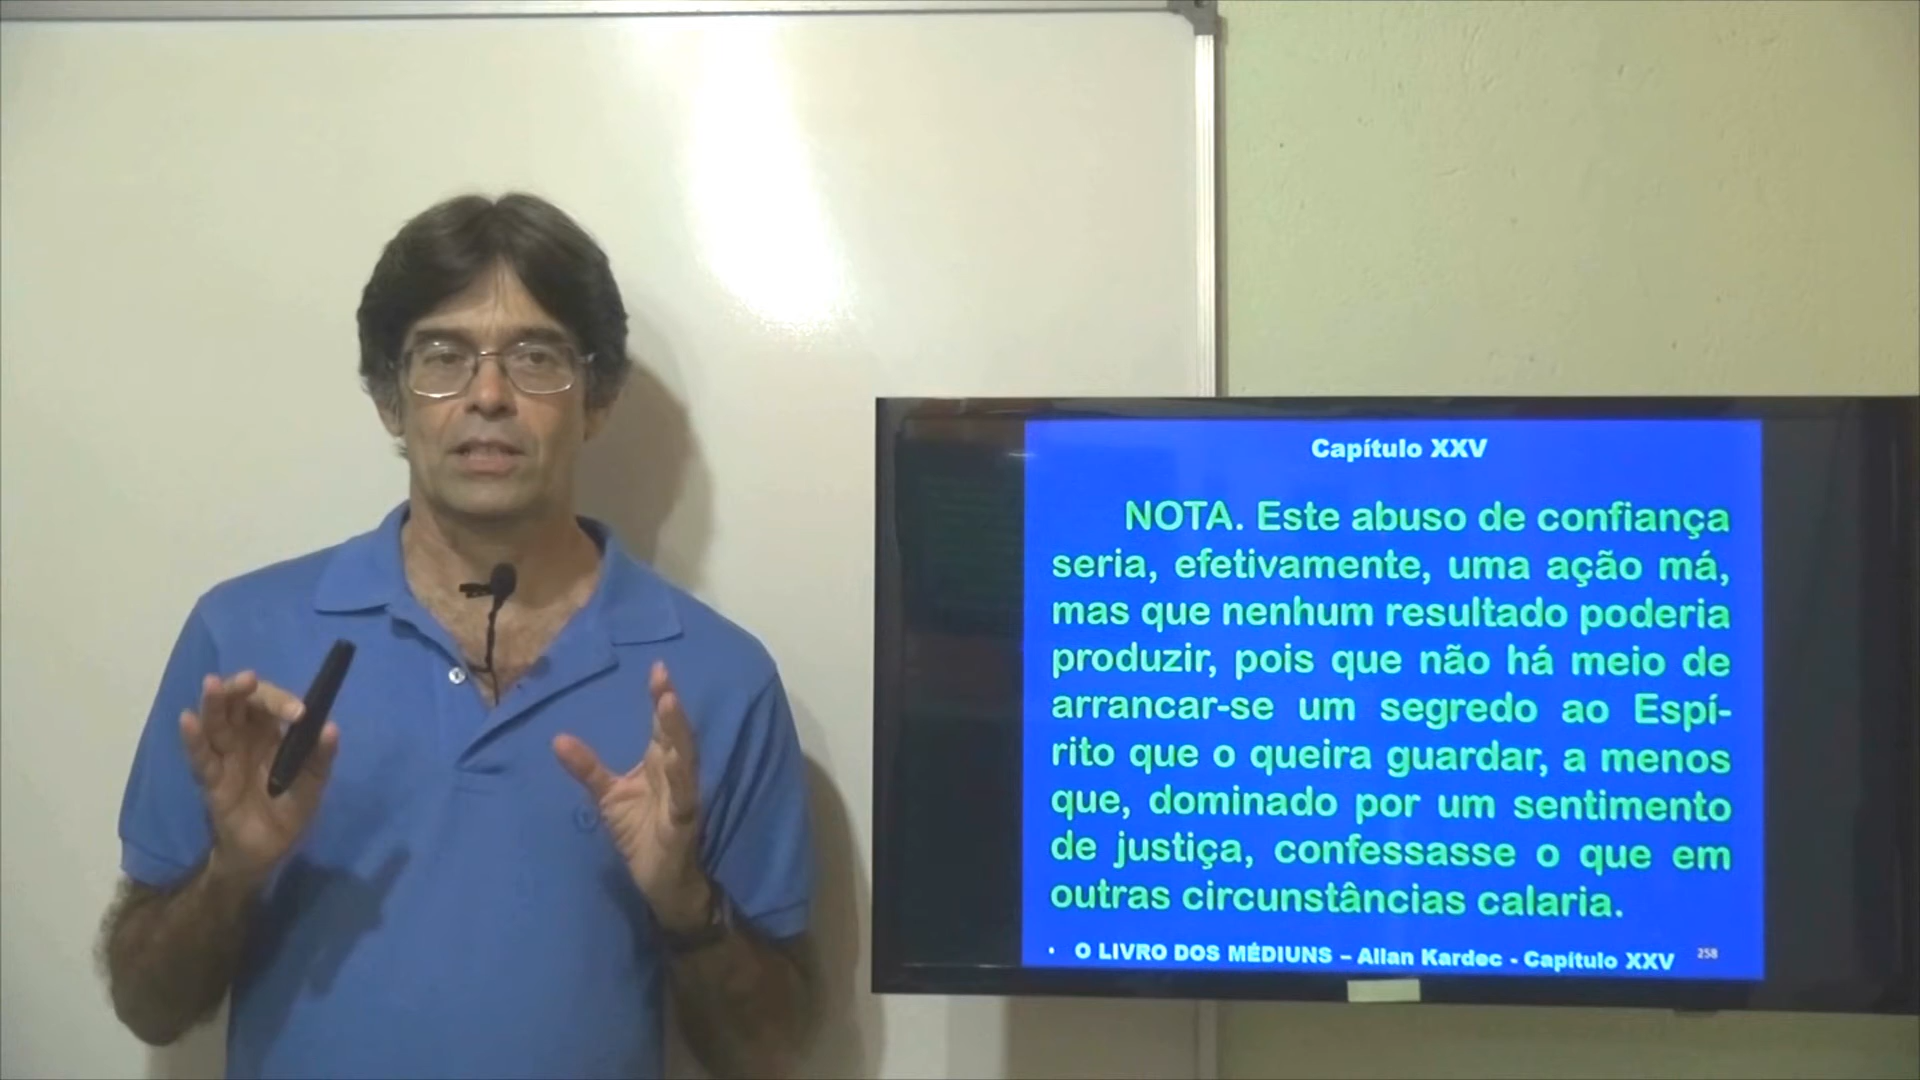 Capítulo XXV
NOTA. Este abuso de confiança
seria, efetivamente, uma ação má,
mas que nenhum resultado poderia
produzir, pois que não há meio de
arrancar-se um segredo ao Espí-
rito que o queira guardar, a menos
que, dominado por um sentimento
de justiça, confessasse o que em
outras circunstâncias calaria.
• O LIVRO DOS MÉDIUNS – Allan Kardec - Capítulo XXV
258